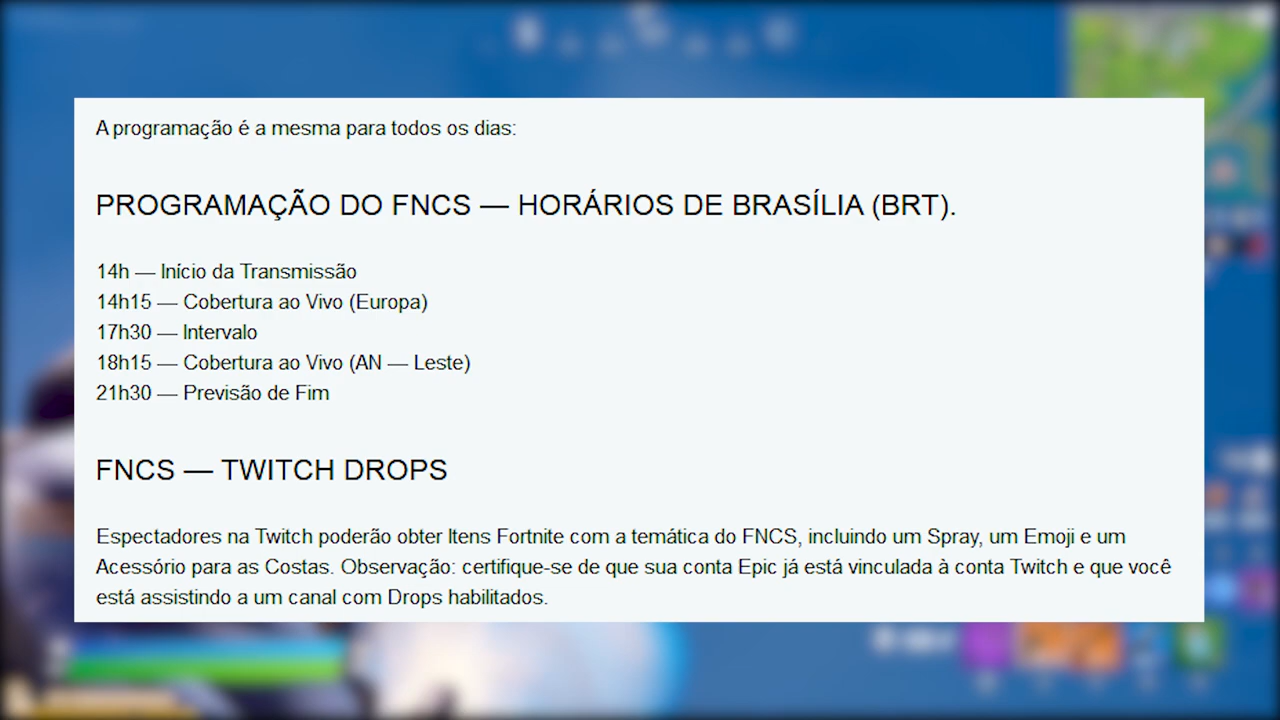 A programação é a mesma para todos os dias:
PROGRAMAÇÃO DO FNCS — HORÁRIOS DE BRASÍLIA (BRT).
14h — Início da Transmissão
14h15 — Cobertura ao Vivo (Europa)
17h30 — Intervalo
18h15 — Cobertura ao Vivo (AN — Leste)
21h30 — Previsão de Fim
FNCS — TWITCH DROPS
Espectadores na Twitch poderão obter Itens Fortnite com a temática do FNCS, incluindo um Spray, um Emoji e um
Acessório para as Costas. Observação: certifique-se de que sua conta Epic já está vinculada à conta Twitch e que você
está assistindo a um canal com Drops habilitados.